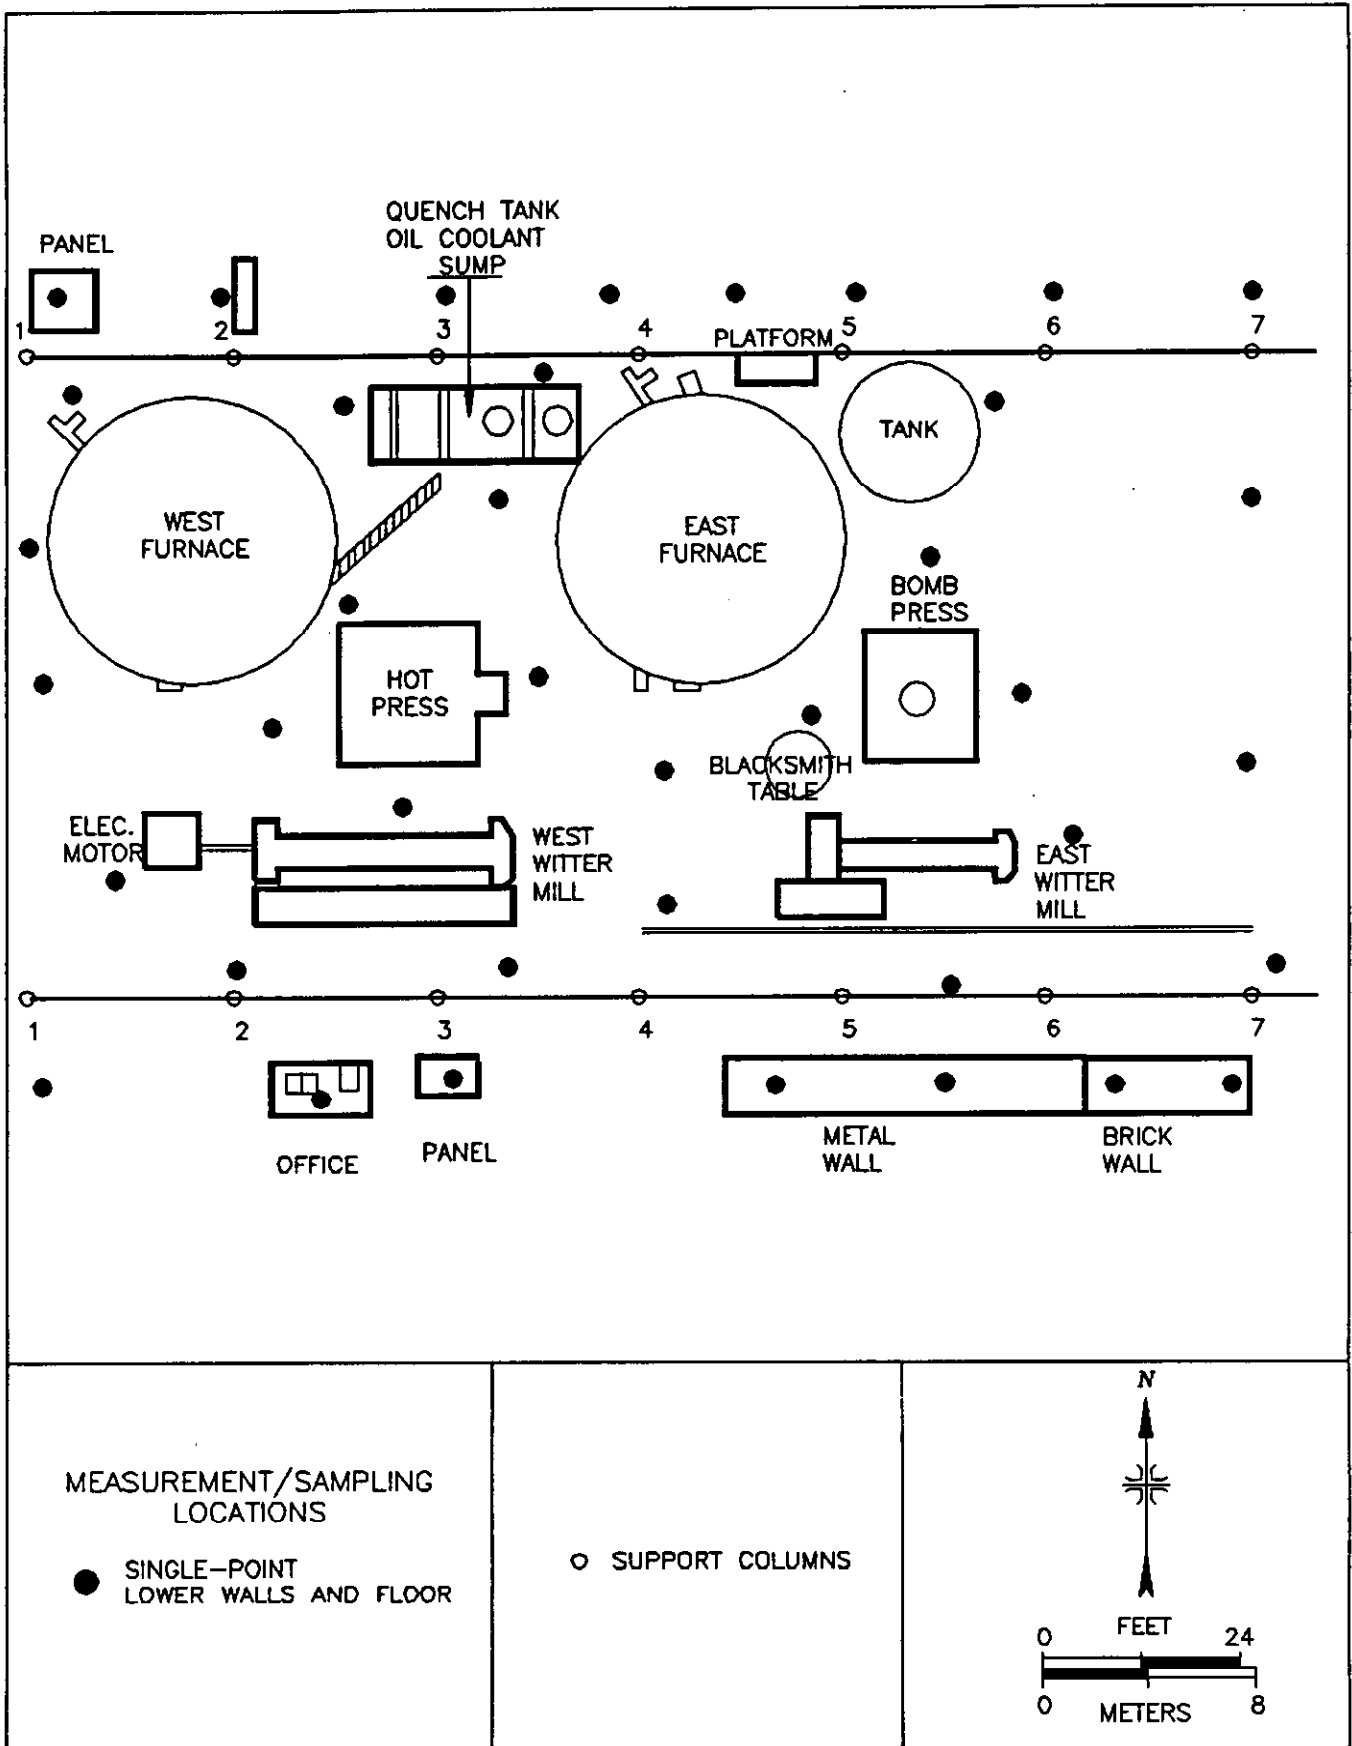 QUENCH TANK
OIL COOLANT
SUMP
PANEL
1
2
3
4
5
6
7
PLATFORM
TANK
WEST
FURNACE
EAST
FURNACE
BOMB
PRESS
HOT
PRESS
BLACKSMITH
TABLE
ELEC.
MOTOR
WEST
WITTER
MILL
EAST
WITTER
MILL
1
2
3
4
5
6
7
OFFICE
PANEL
METAL
WALL
BRICK
WALL
MEASUREMENT/SAMPLING
LOCATIONS
SINGLE-POINT
LOWER WALLS AND FLOOR
SUPPORT COLUMNS
N
FEET
0 24
0 8
METERS